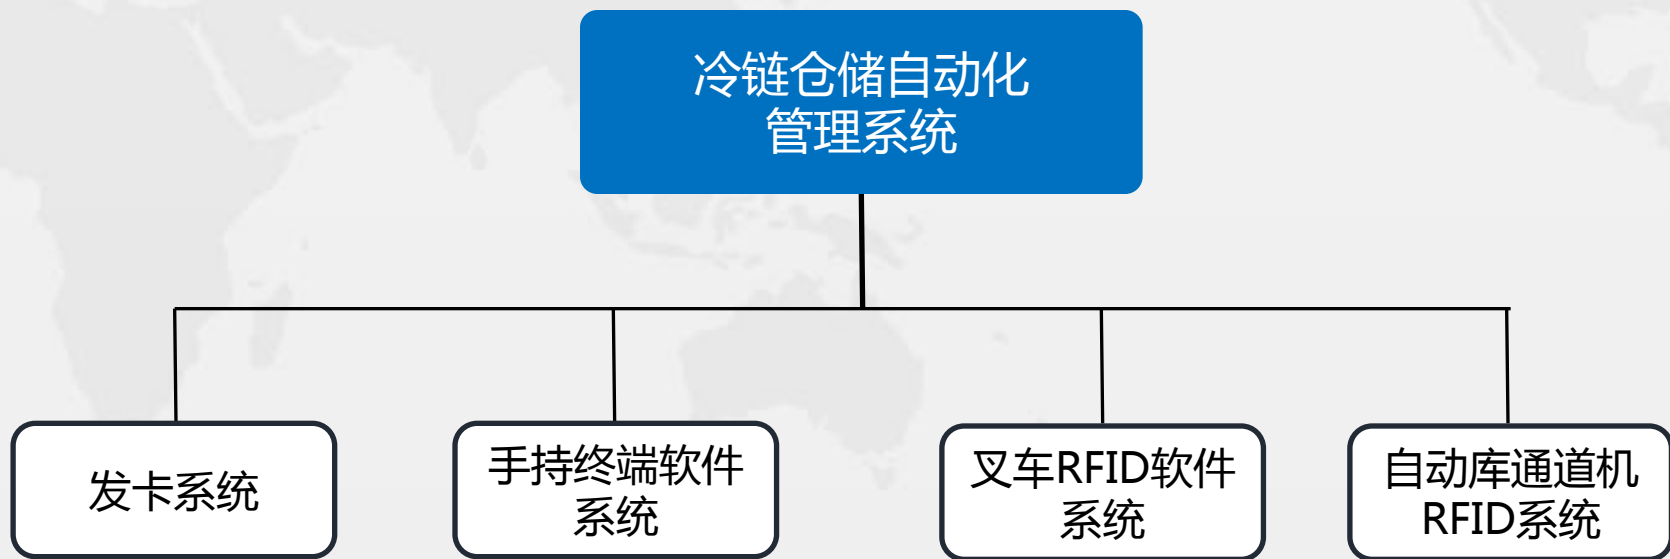 冷链仓储自动化
管理系统
发卡系统
手持终端软件
系统
叉车RFID软件
系统
自动库通道机
RFID系统